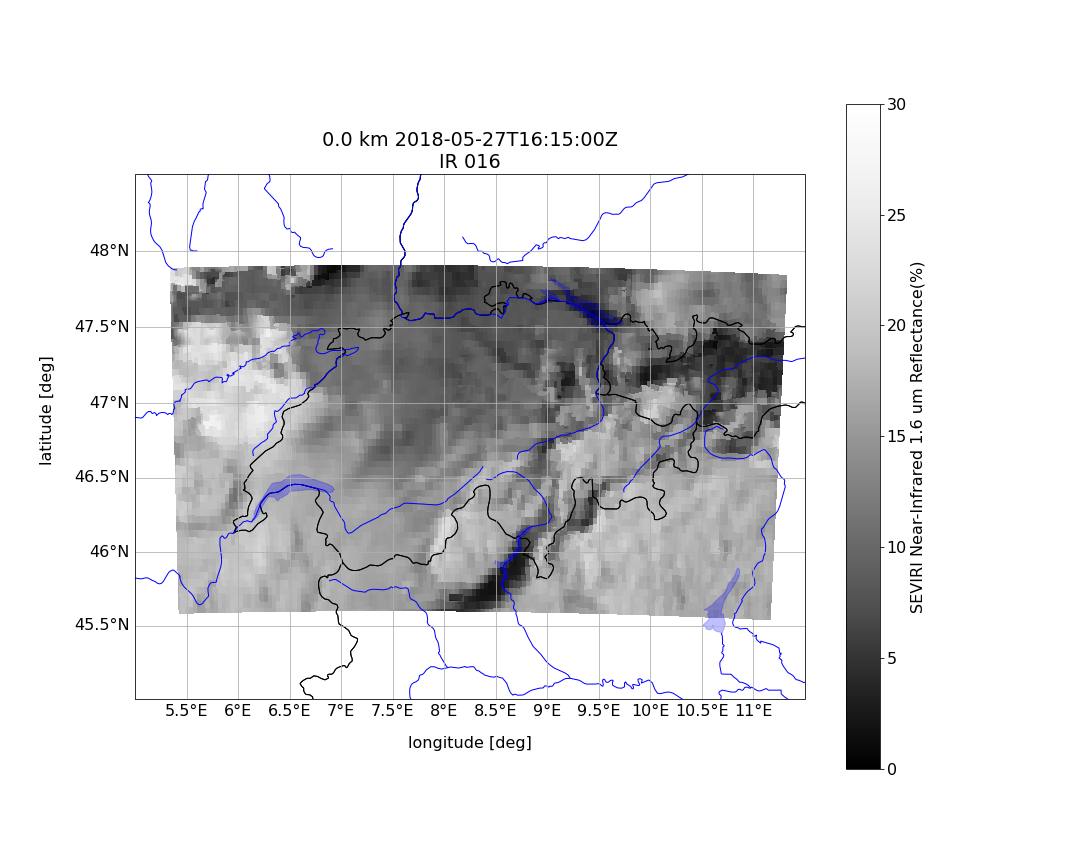 0.0 km 2018-05-27T16:15:00Z
IR 016
48°N
47.5°N
47°N
46.5°N
46°N
45.5°N
latitude [deg]
5.5°E 6°E 6.5°E 7°E 7.5°E 8°E 8.5°E 9°E 9.5°E 10°E 10.5°E 11°E
longitude [deg]
30
25
20
15
10
5
0
SEVIRI Near-Infrared 1.6 um Reflectance(%)